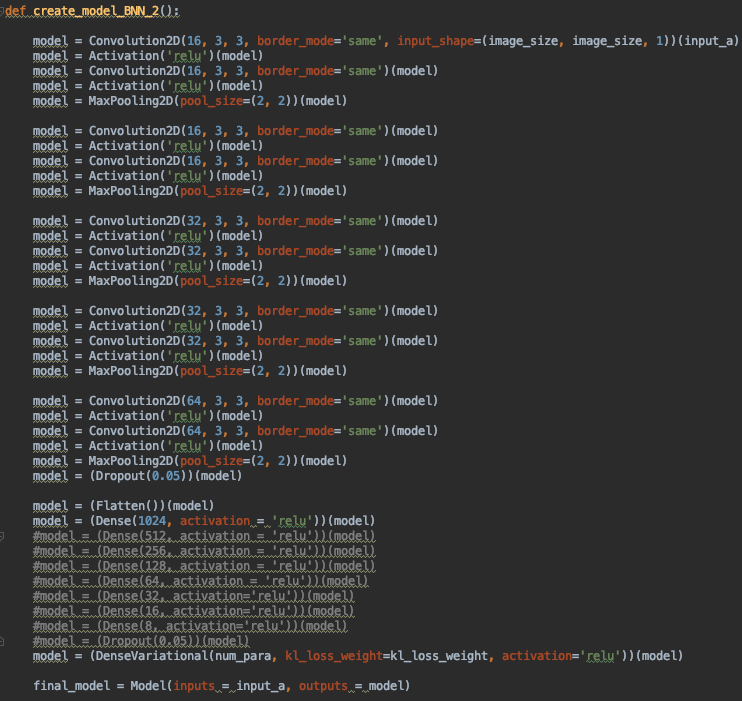 def create_model_BNN_2():
model = Convolution2D(16, 3, 3, border_mode='same', input_shape=(image_size, image_size, 1))(input_a)
model = Activation('relu')(model)
model = Convolution2D(16, 3, 3, border_mode='same')(model)
model = Activation('relu')(model)
model = MaxPooling2D(pool_size=(2, 2))(model)
model = Convolution2D(16, 3, 3, border_mode='same')(model)
model = Activation('relu')(model)
model = Convolution2D(16, 3, 3, border_mode='same')(model)
model = Activation('relu')(model)
model = MaxPooling2D(pool_size=(2, 2))(model)
model = Convolution2D(32, 3, 3, border_mode='same')(model)
model = Activation('relu')(model)
model = Convolution2D(32, 3, 3, border_mode='same')(model)
model = Activation('relu')(model)
model = MaxPooling2D(pool_size=(2, 2))(model)
model = Convolution2D(32, 3, 3, border_mode='same')(model)
model = Activation('relu')(model)
model = Convolution2D(32, 3, 3, border_mode='same')(model)
model = Activation('relu')(model)
model = MaxPooling2D(pool_size=(2, 2))(model)
model = Convolution2D(64, 3, 3, border_mode='same')(model)
model = Activation('relu')(model)
model = Convolution2D(64, 3, 3, border_mode='same')(model)
model = Activation('relu')(model)
model = MaxPooling2D(pool_size=(2, 2))(model)
model = (Dropout(0.05))(model)
model = (Flatten())(model)
model = (Dense(1024, activation = 'relu'))(model)
#model = (Dense(512, activation = 'relu'))(model)
#model = (Dense(256, activation = 'relu'))(model)
#model = (Dense(128, activation = 'relu'))(model)
#model = (Dense(64, activation = 'relu'))(model)
#model = (Dense(32, activation='relu'))(model)
#model = (Dense(16, activation='relu'))(model)
#model = (Dense(8, activation='relu'))(model)
#model = (Dropout(0.05))(model)
model = (DenseVariational(num_para, kl_loss_weight=kl_loss_weight, activation='relu'))(model)
final_model = Model(inputs = input_a, outputs = model)